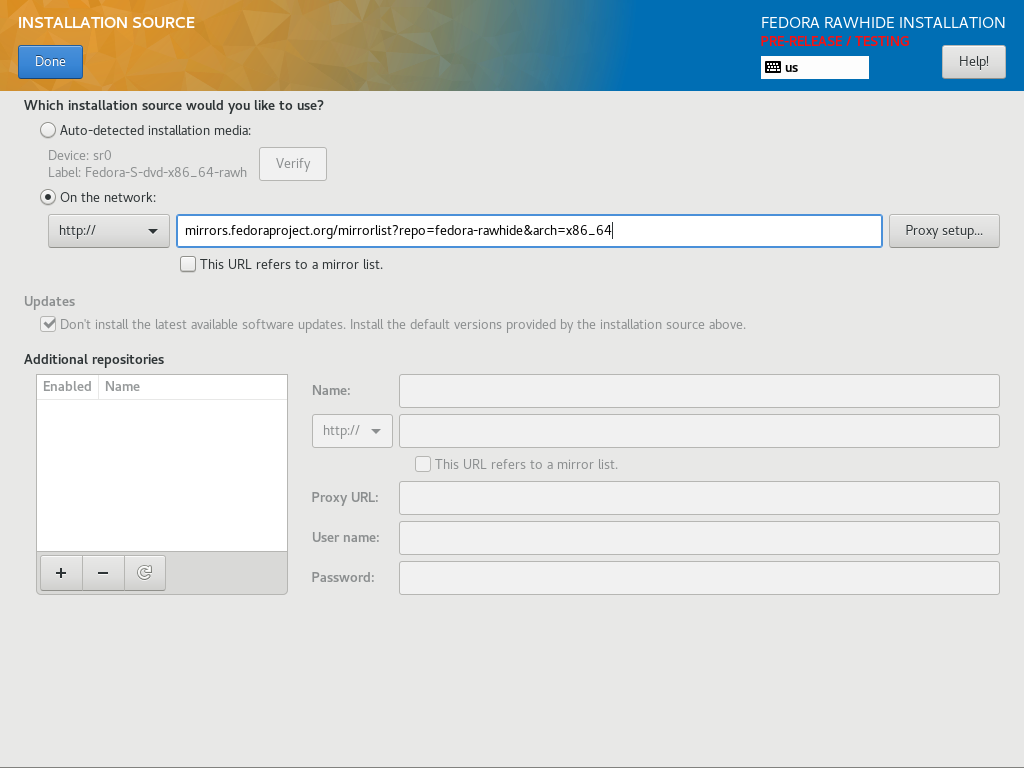 INSTALLATION SOURCE
FEDORA RAWHIDE INSTALLATION
PRE-RELEASE / TESTING
Done
us
Help!
Which installation source would you like to use?
Auto-detected installation media:
Device: sr0
Label: Fedora-S-dvd-x86_64-rawh
Verify
On the network:
http://
mirrors.fedoraproject.org/mirrorlist?repo=fedora-rawhide&arch=x86_64
Proxy setup...
This URL refers to a mirror list.
Updates
Don't install the latest available software updates. Install the default versions provided by the installation source above.
Additional repositories
Enabled Name
Name:
http://
This URL refers to a mirror list.
Proxy URL:
User name:
Password: